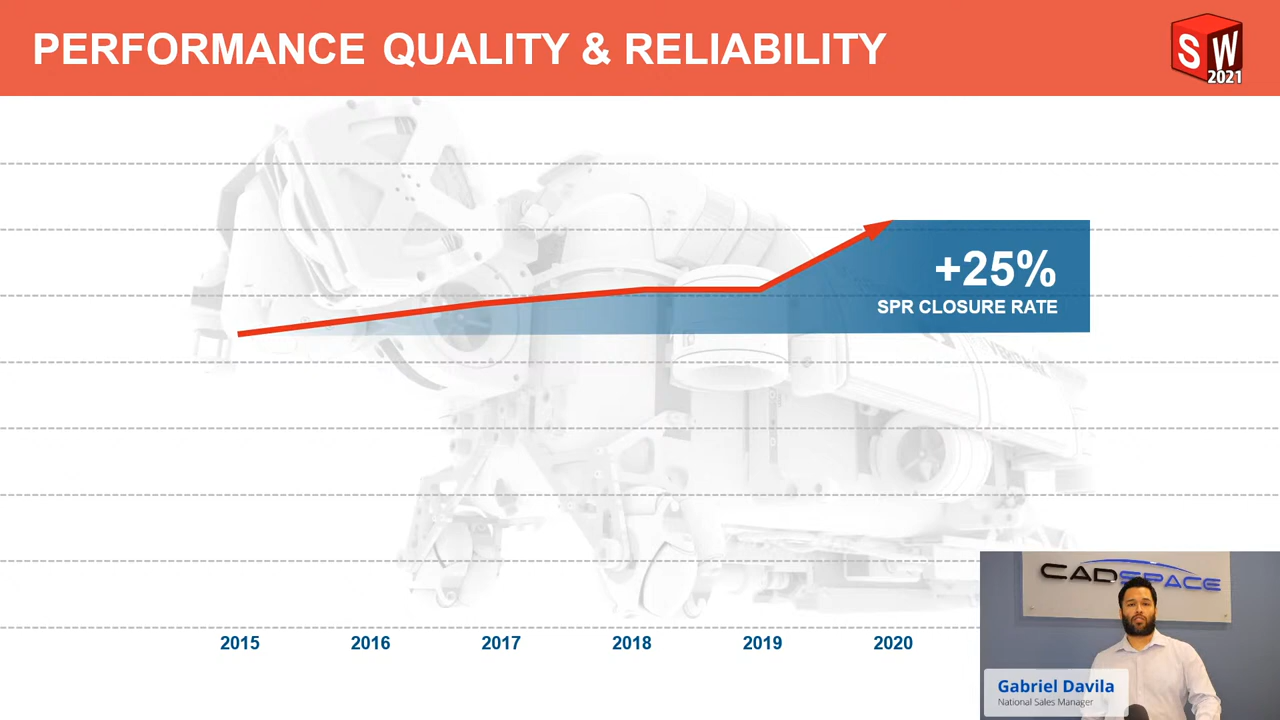 PERFORMANCE QUALITY & RELIABILITY
SW
2021
+25%
SPR CLOSURE RATE
2015 2016 2017 2018 2019 2020
CADSPACE
Gabriel Davila
National Sales Manager